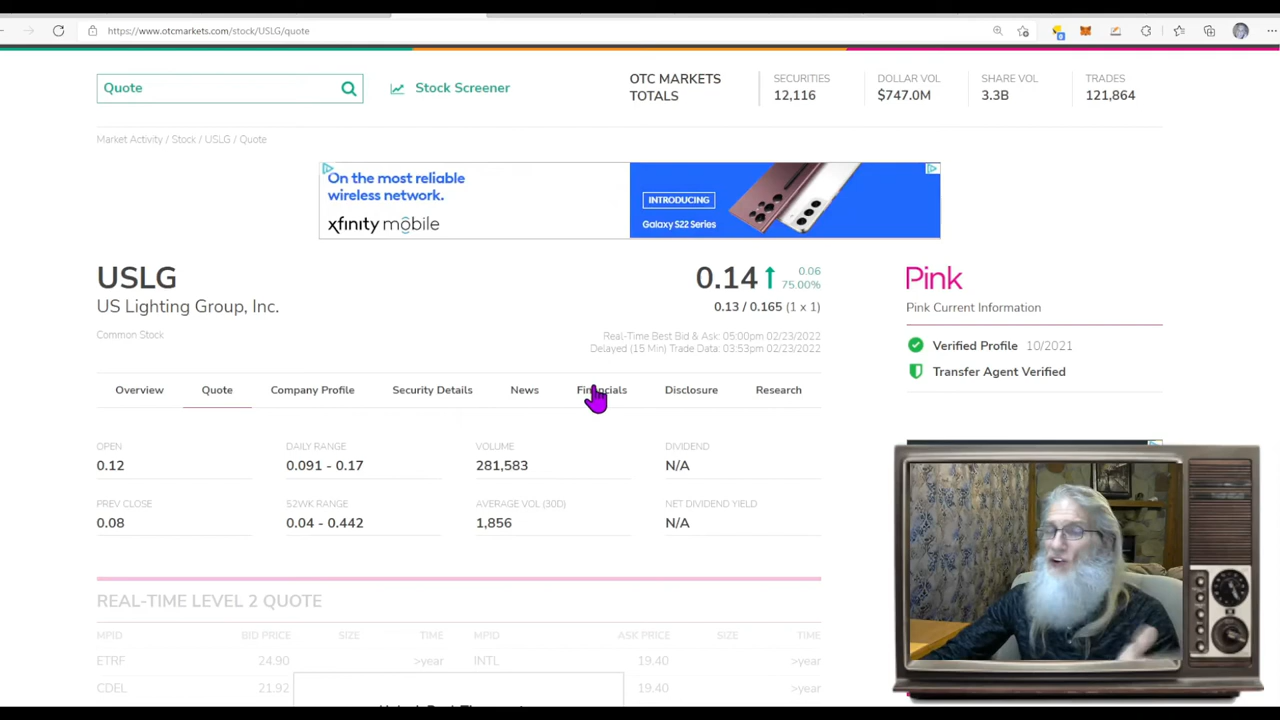 https://www.otcmarkets.com/stock/USLG/quote
Quote
Stock Screener
OTC MARKETS
TOTALS
SECURITIES
12,116
DOLLAR VOL
$747.0M
SHARE VOL
3.3B
TRADES
121,864
Market Activity / Stock / USLG / Quote
On the most reliable
wireless network.
xfinity mobile
INTRODUCING
Galaxy S22 Series
USLG
US Lighting Group, Inc.
Common Stock
0.14
0.06
75.00%
0.13 / 0.165 (1 x 1)
Real-Time Best Bid & Ask: 05:00pm 02/23/2022
Delayed (15 Min) Trade Data: 03:53pm 02/23/2022
Pink
Pink Current Information
Verified Profile 10/2021
Transfer Agent Verified
Overview Quote Company Profile Security Details News Financials Disclosure Research
OPEN
0.12
DAILY RANGE
0.091 - 0.17
VOLUME
281,583
DIVIDEND
N/A
PREV CLOSE
0.08
52WK RANGE
0.04 - 0.442
AVERAGE VOL (30D)
1,856
NET DIVIDEND YIELD
N/A
REAL-TIME LEVEL 2 QUOTE
MPID BID PRICE SIZE TIME MPID ASK PRICE SIZE TIME
ETRF 24.90 >year INTL 19.40 >year
CDEL 21.92 19.40 >year